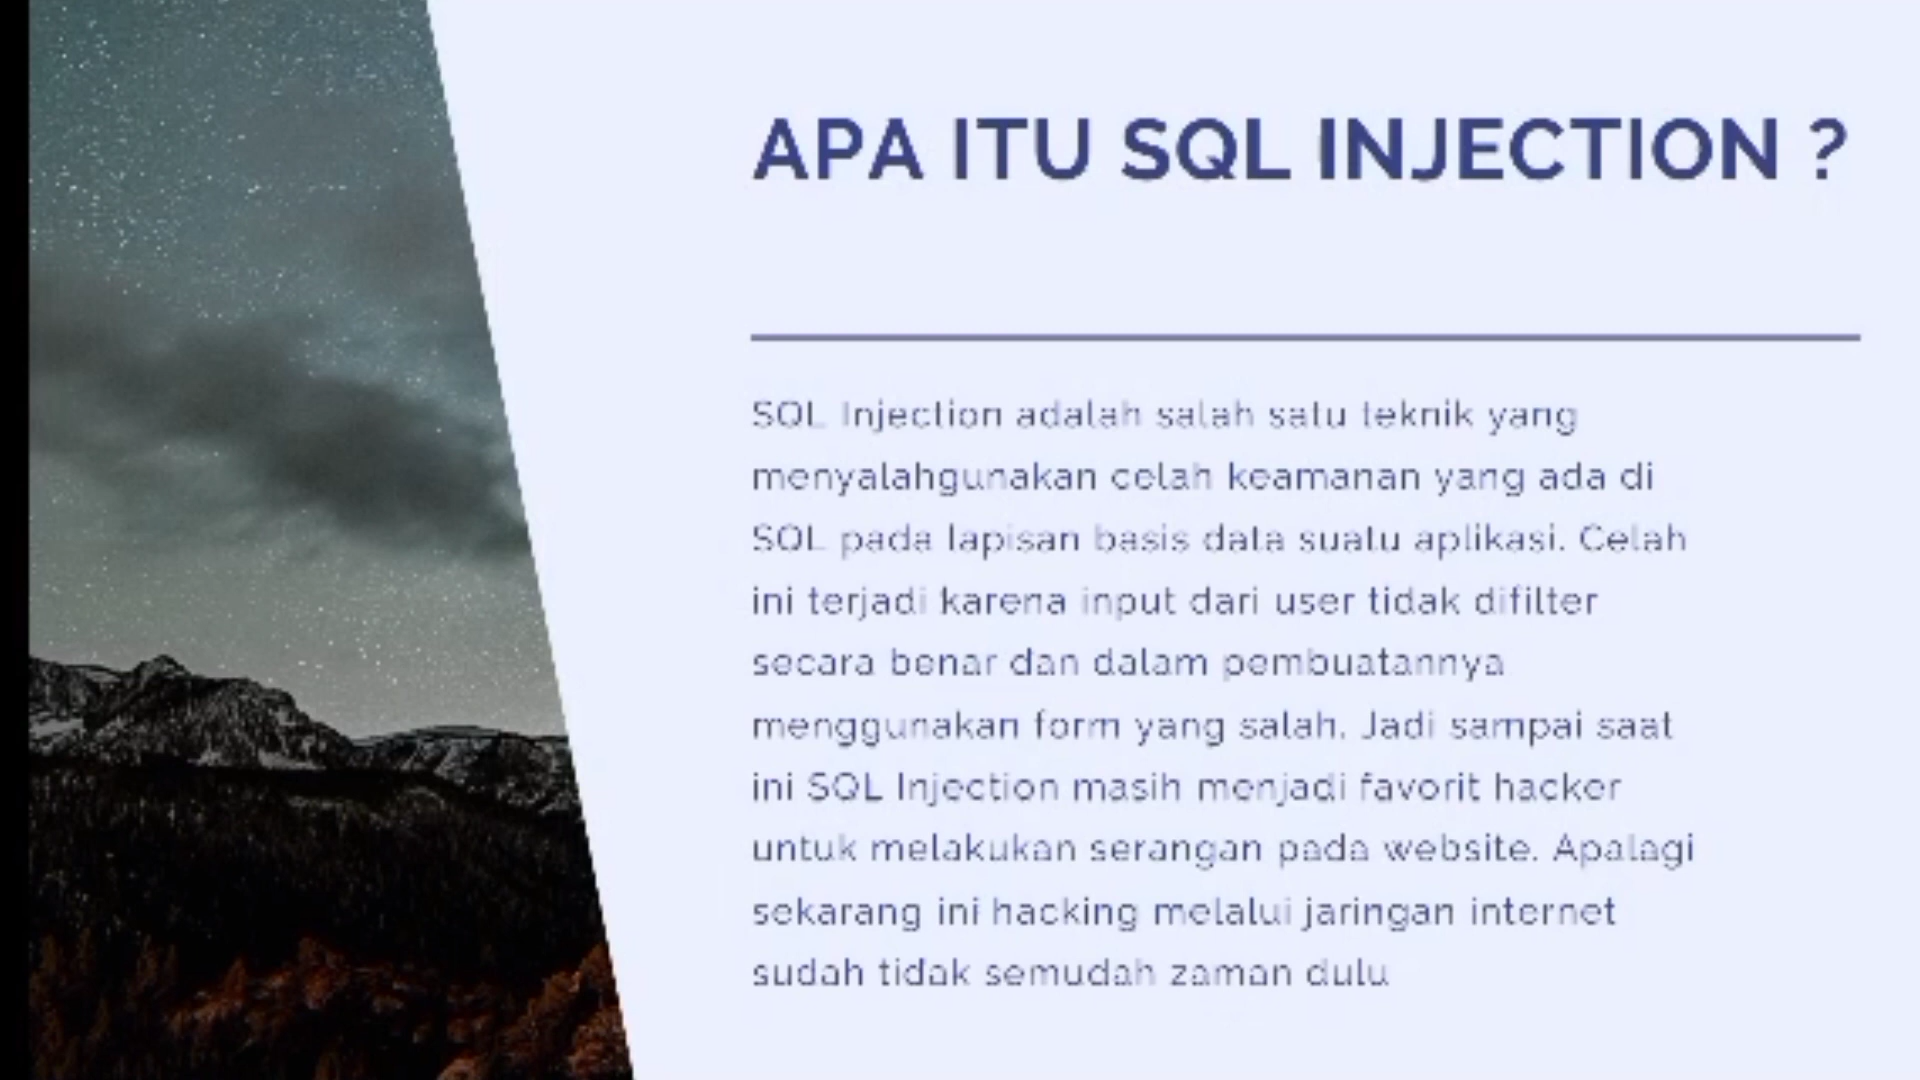 APA ITU SQL INJECTION ?
SQL Injection adalah salah satu teknik yang
menyalahgunakan celah keamanan yang ada di
SQL pada lapisan basis data suatu aplikasi. Celah
ini terjadi karena input dari user tidak difilter
secara benar dan dalam pembuatannya
menggunakan form yang salah. Jadi sampai saat
ini SQL Injection masih menjadi favorit hacker
untuk melakukan serangan pada website. Apalagi
sekarang ini hacking melalui jaringan internet
sudah tidak semudah zaman dulu